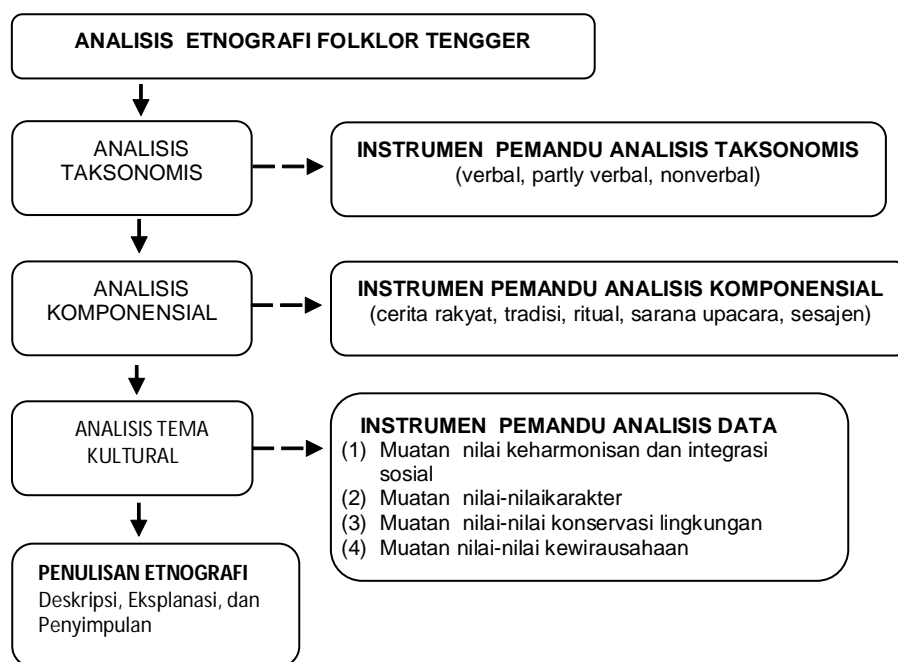 ANALISIS ETNOGRAFI FOLKLOR TENGGER
ANALISIS
TAKSONOMIS
INSTRUMEN PEMANDU ANALISIS TAKSONOMIS
(verbal, partly verbal, nonverbal)
ANALISIS
KOMPONENSIAL
INSTRUMEN PEMANDU ANALISIS KOMPONENSIAL
(cerita rakyat, tradisi, ritual, sarana upacara, sesajen)
ANALISIS TEMA
KULTURAL
INSTRUMEN PEMANDU ANALISIS DATA
(1) Muatan nilai keharmonisan dan integrasi
sosial
(2) Muatan nilai-nilaikarakter
(3) Muatan nilai-nilai konservasi lingkungan
(4) Muatan nilai-nilai kewirausahaan
PENULISAN ETNOGRAFI
Deskripsi, Eksplanasi, dan
Penyimpulan